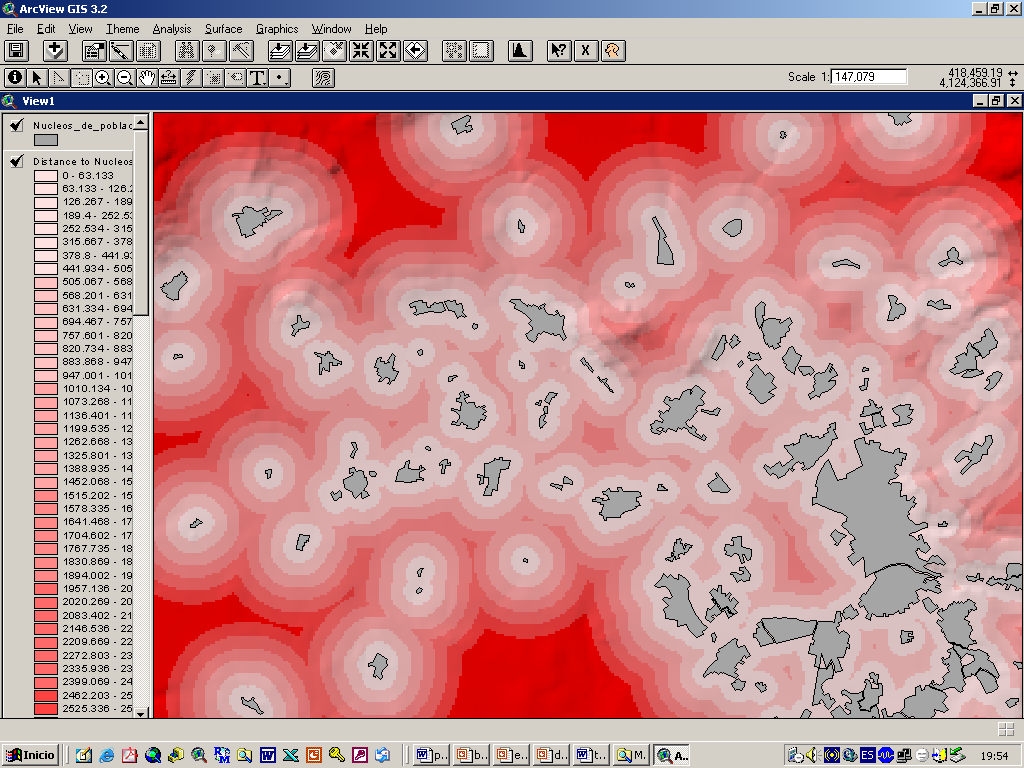 ArcView GIS 3.2
File Edit View Theme Analysis Surface Graphics Window Help
Scale 1: 147,079
418,459.19
4,124,366.91
View1
Nucleos_de_poblac
Distance to Nucleos
0 - 63.133
63.133 - 126.2
126.267 - 189
189.4 - 252.53
252.534 - 315
315.667 - 378
378.8 - 441.93
441.934 - 505
505.067 - 568
568.201 - 631
631.334 - 694
694.467 - 757
757.601 - 820
820.734 - 883
883.868 - 947
947.001 - 101
1010.134 - 10
1073.268 - 11
1136.401 - 11
1199.535 - 12
1262.668 - 13
1325.801 - 13
1388.935 - 14
1452.068 - 15
1515.202 - 15
1578.335 - 16
1641.468 - 17
1704.602 - 17
1767.735 - 18
1830.869 - 18
1894.002 - 19
1957.136 - 20
2020.269 - 20
2083.402 - 21
2146.536 - 22
2209.669 - 22
2272.803 - 23
2335.936 - 23
2399.069 - 24
2462.203 - 25
2525.336 - 25
Inicio p.. b.. e.. d.. t.. M. A.. ES 19:54